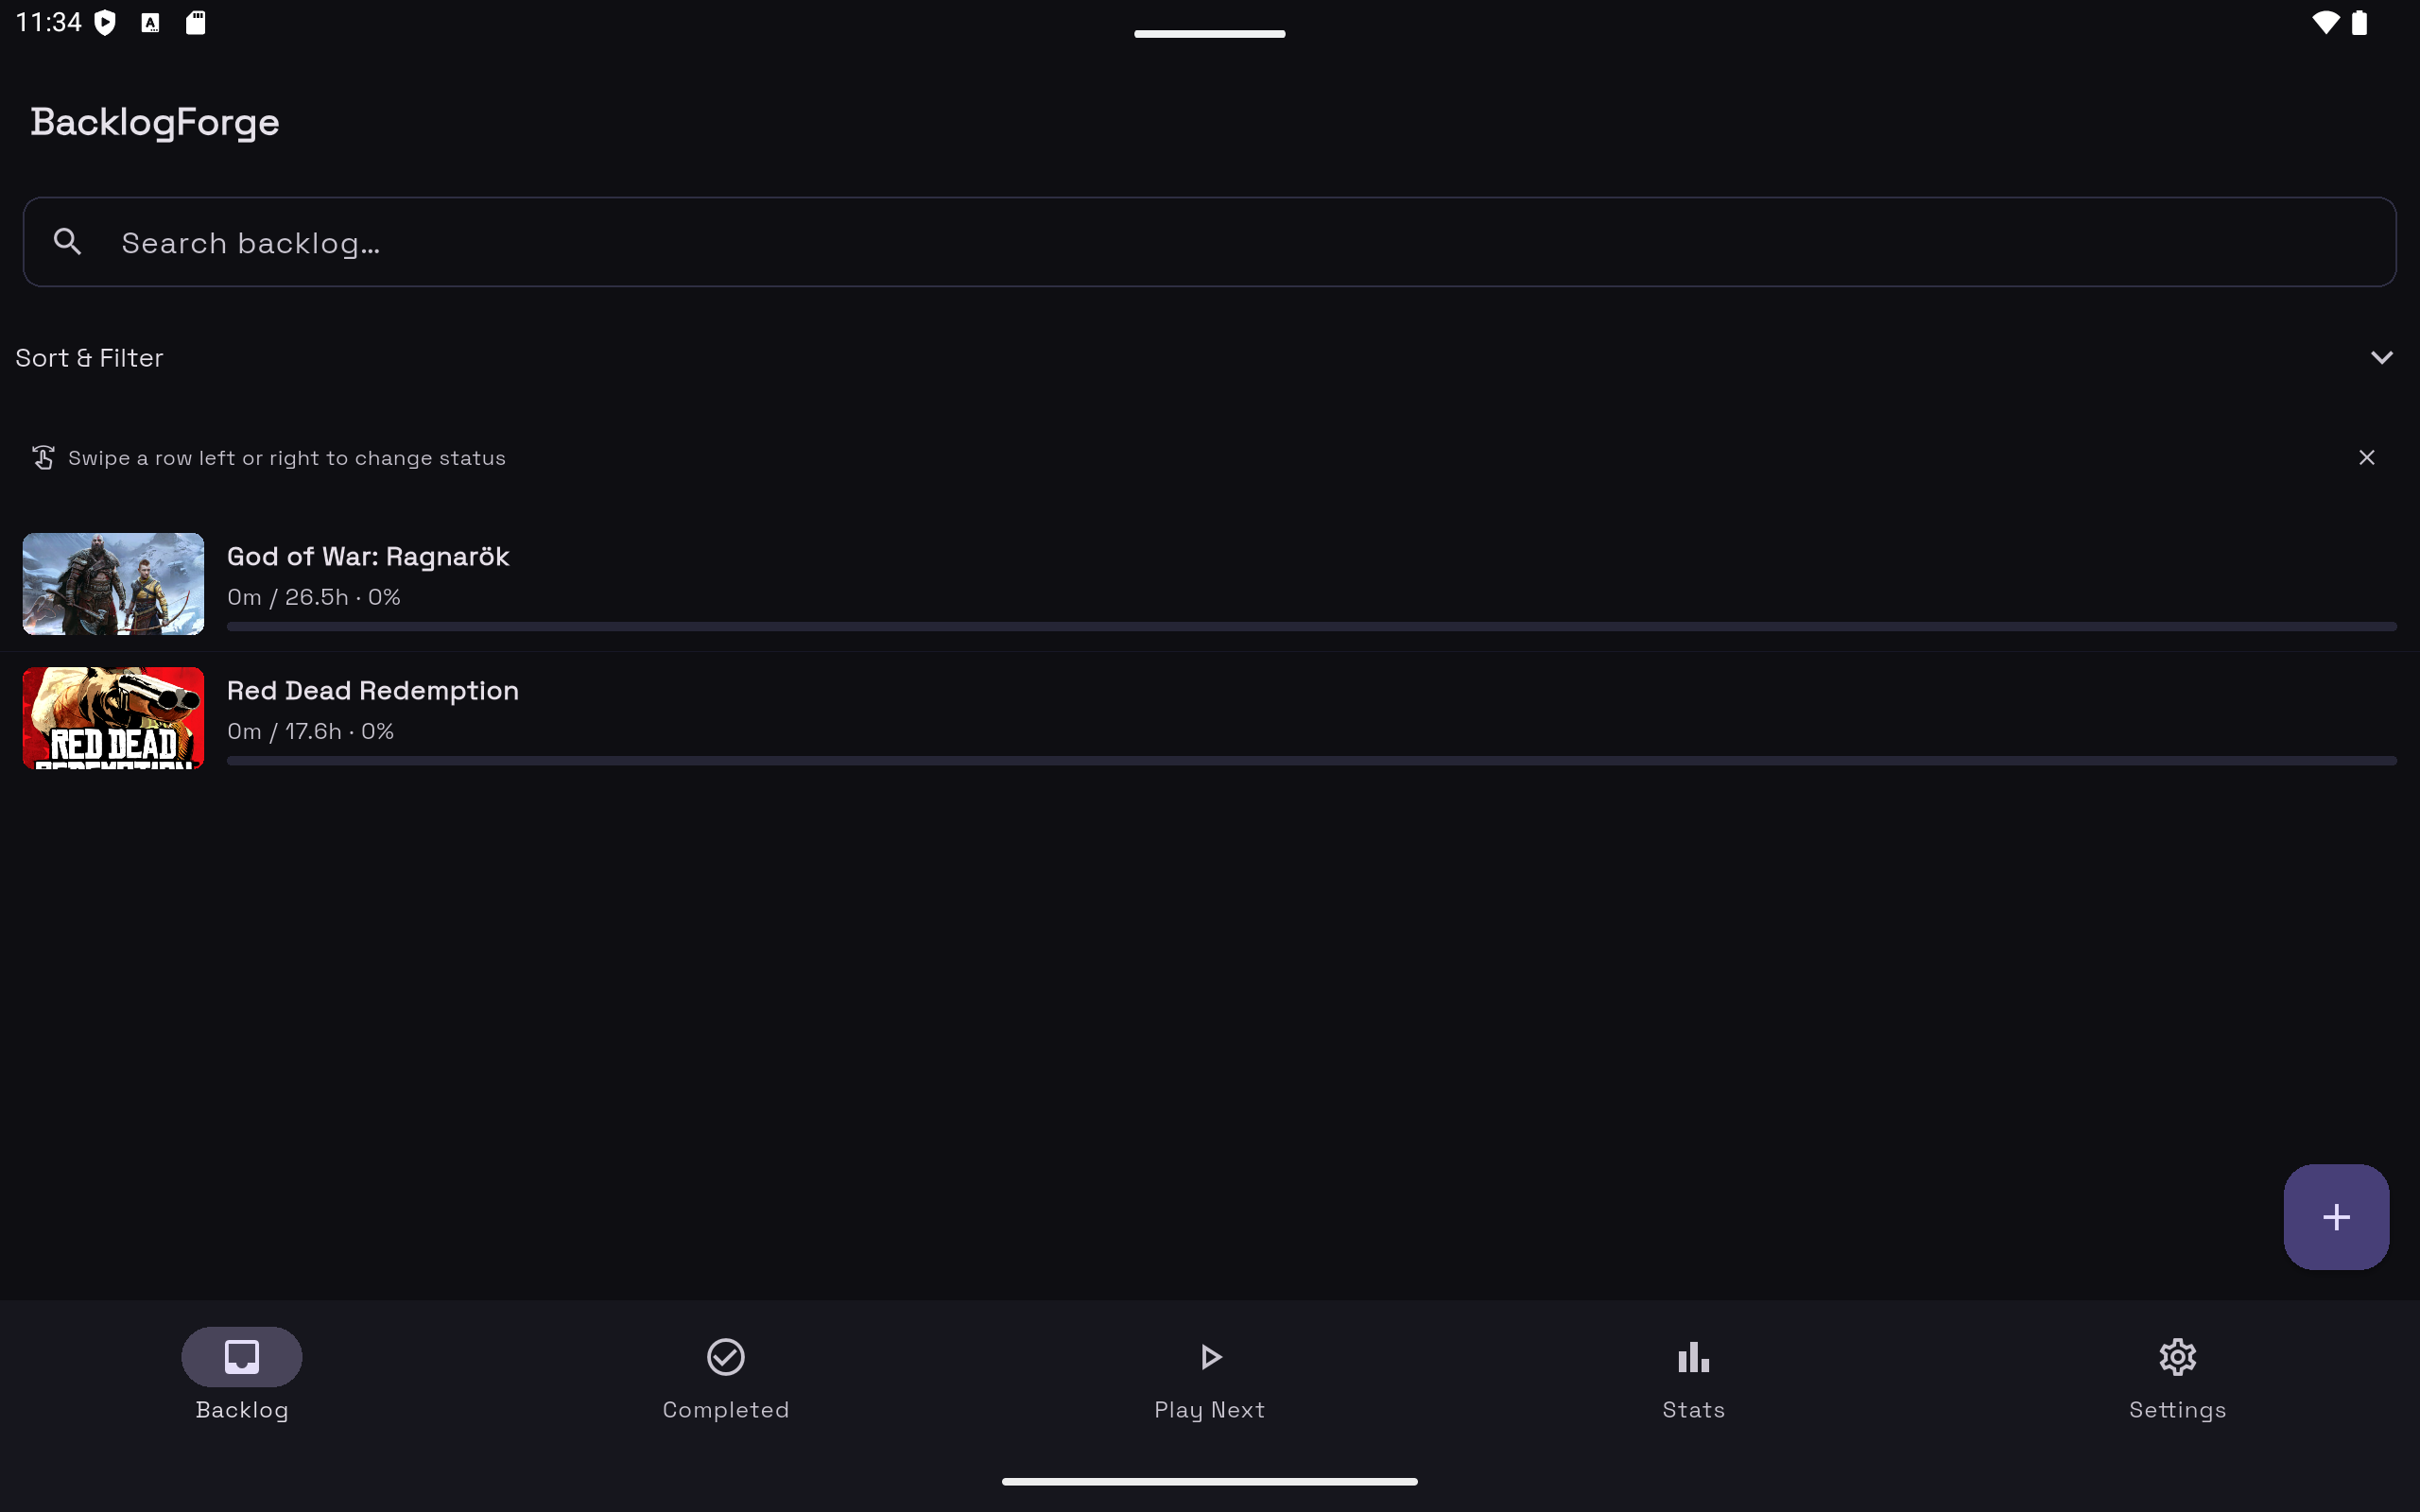 11:34
BacklogForge
Search backlog...
Sort & Filter
Swipe a row left or right to change status
God of War: Ragnarök
0m / 26.5h · 0%
RED DEAD
REDEMPTION
Red Dead Redemption
0m / 17.6h · 0%
Backlog
Completed
Play Next
Stats
Settings